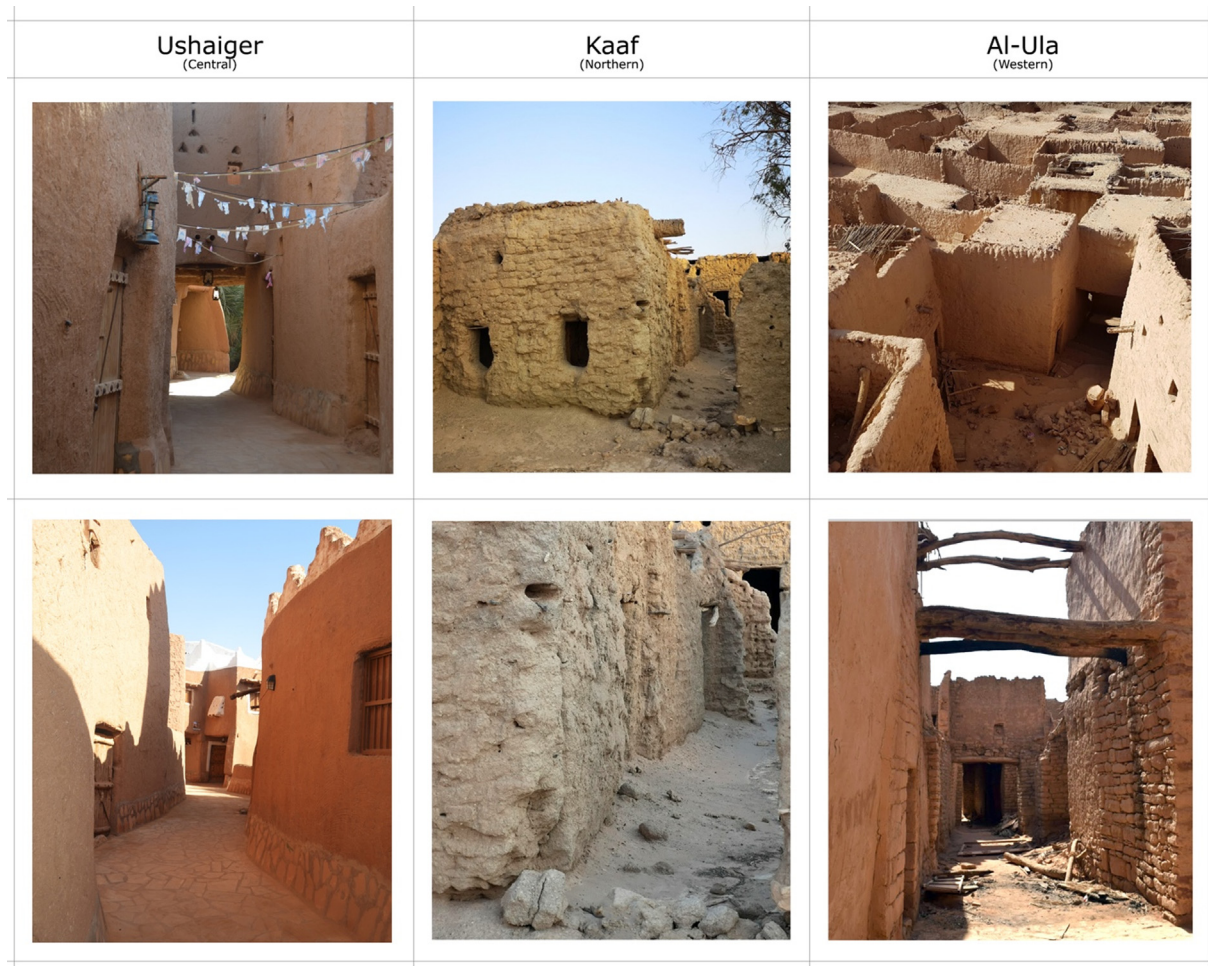 Ushaiger
(Central)
Kaaf
(Northern)
Al-Ula
(Western)